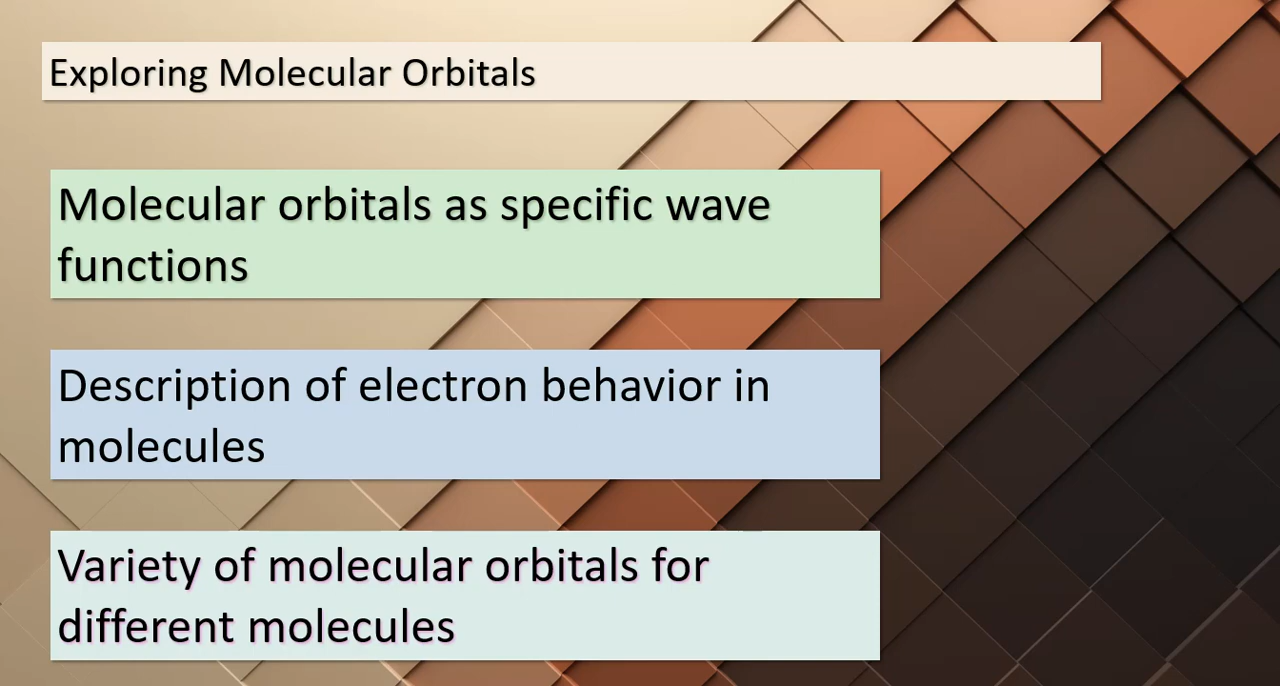 Exploring Molecular Orbitals
Molecular orbitals as specific wave
functions
Description of electron behavior in
molecules
Variety of molecular orbitals for
different molecules